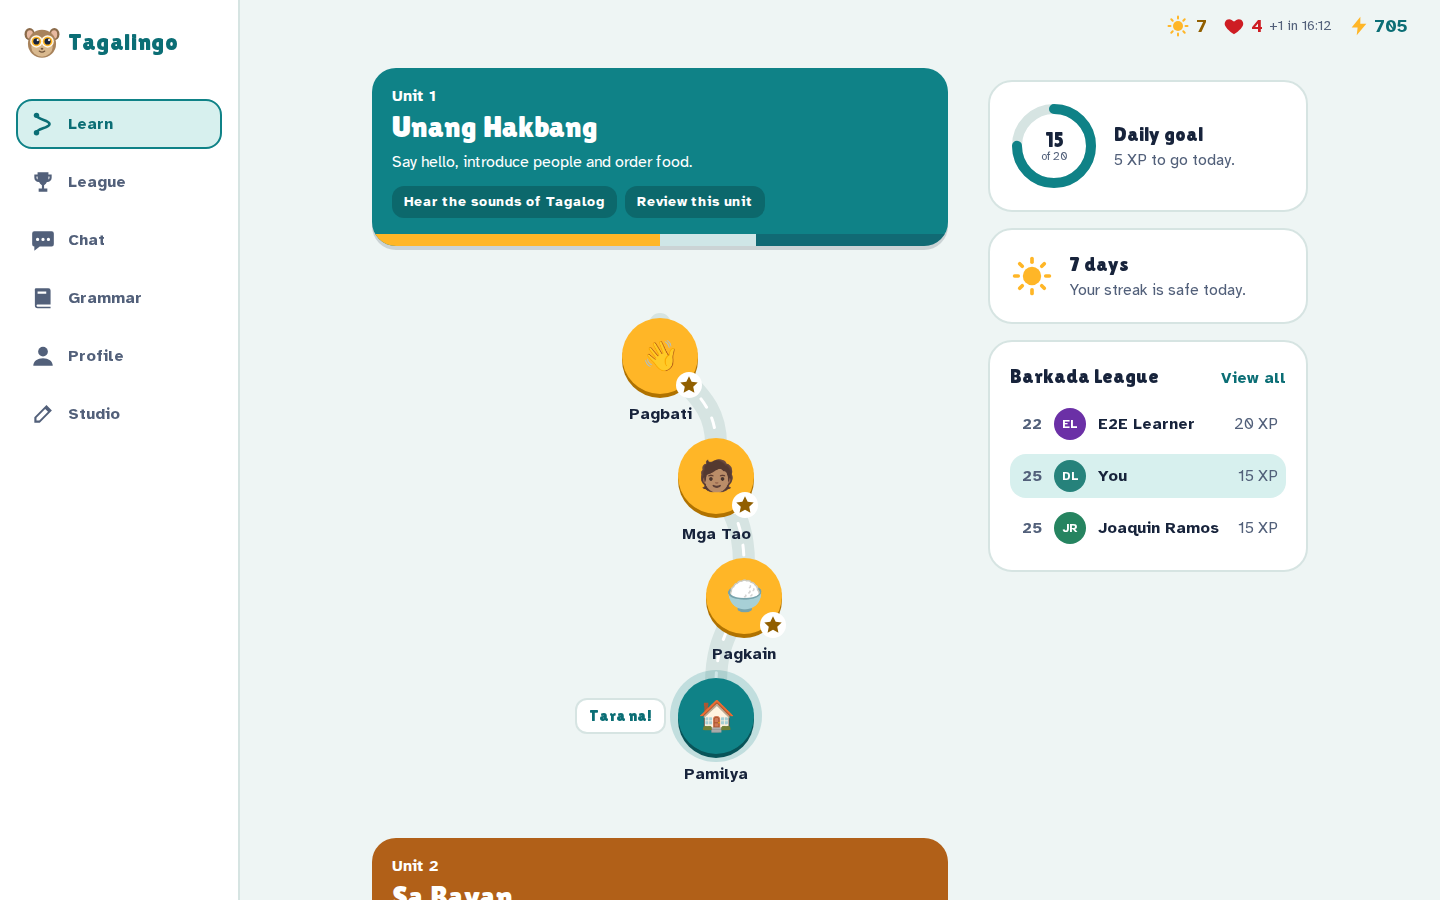 Tagalingo
Learn
League
Chat
Grammar
Profile
Studio
7
4 +1 in 16:12
705
Unit 1
Unang Hakbang
Say hello, introduce people and order food.
Hear the sounds of Tagalog
Review this unit
Pagbati
Mga Tao
Pagkain
Tara na!
Pamilya
Unit 2
Sa Bayan
15
of 20
Daily goal
5 XP to go today.
7 days
Your streak is safe today.
Barkada League
View all
22 EL E2E Learner 20 XP
25 DL You 15 XP
25 JR Joaquin Ramos 15 XP